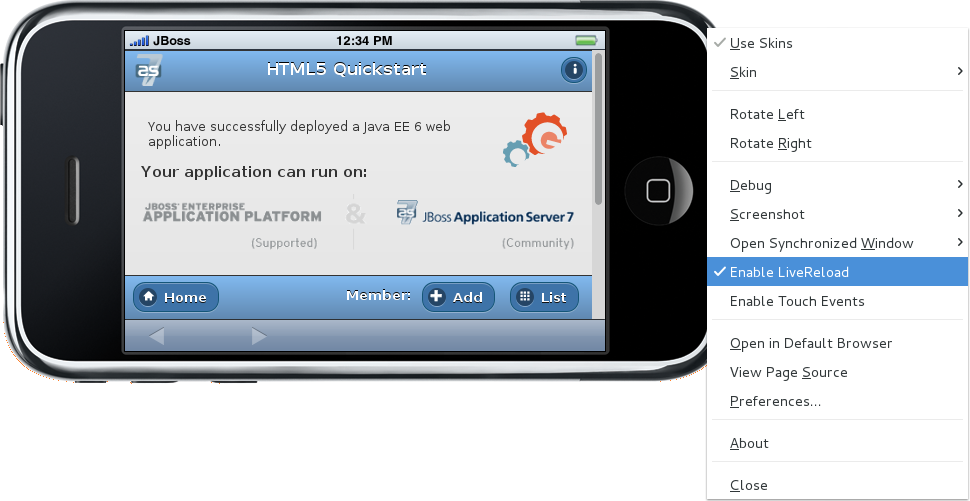 JBoss
12:34 PM
as7
HTML5 Quickstart
i
You have successfully deployed a Java EE 6 web
application.
Your application can run on:
JBOSS® ENTERPRISE
APPLICATION PLATFORM
&
as7 JBoss Application Server 7
(Supported)
(Community)
Home
Member:
Add
List
Use Skins
Skin
Rotate Left
Rotate Right
Debug
Screenshot
Open Synchronized Window
Enable LiveReload
Enable Touch Events
Open in Default Browser
View Page Source
Preferences...
About
Close